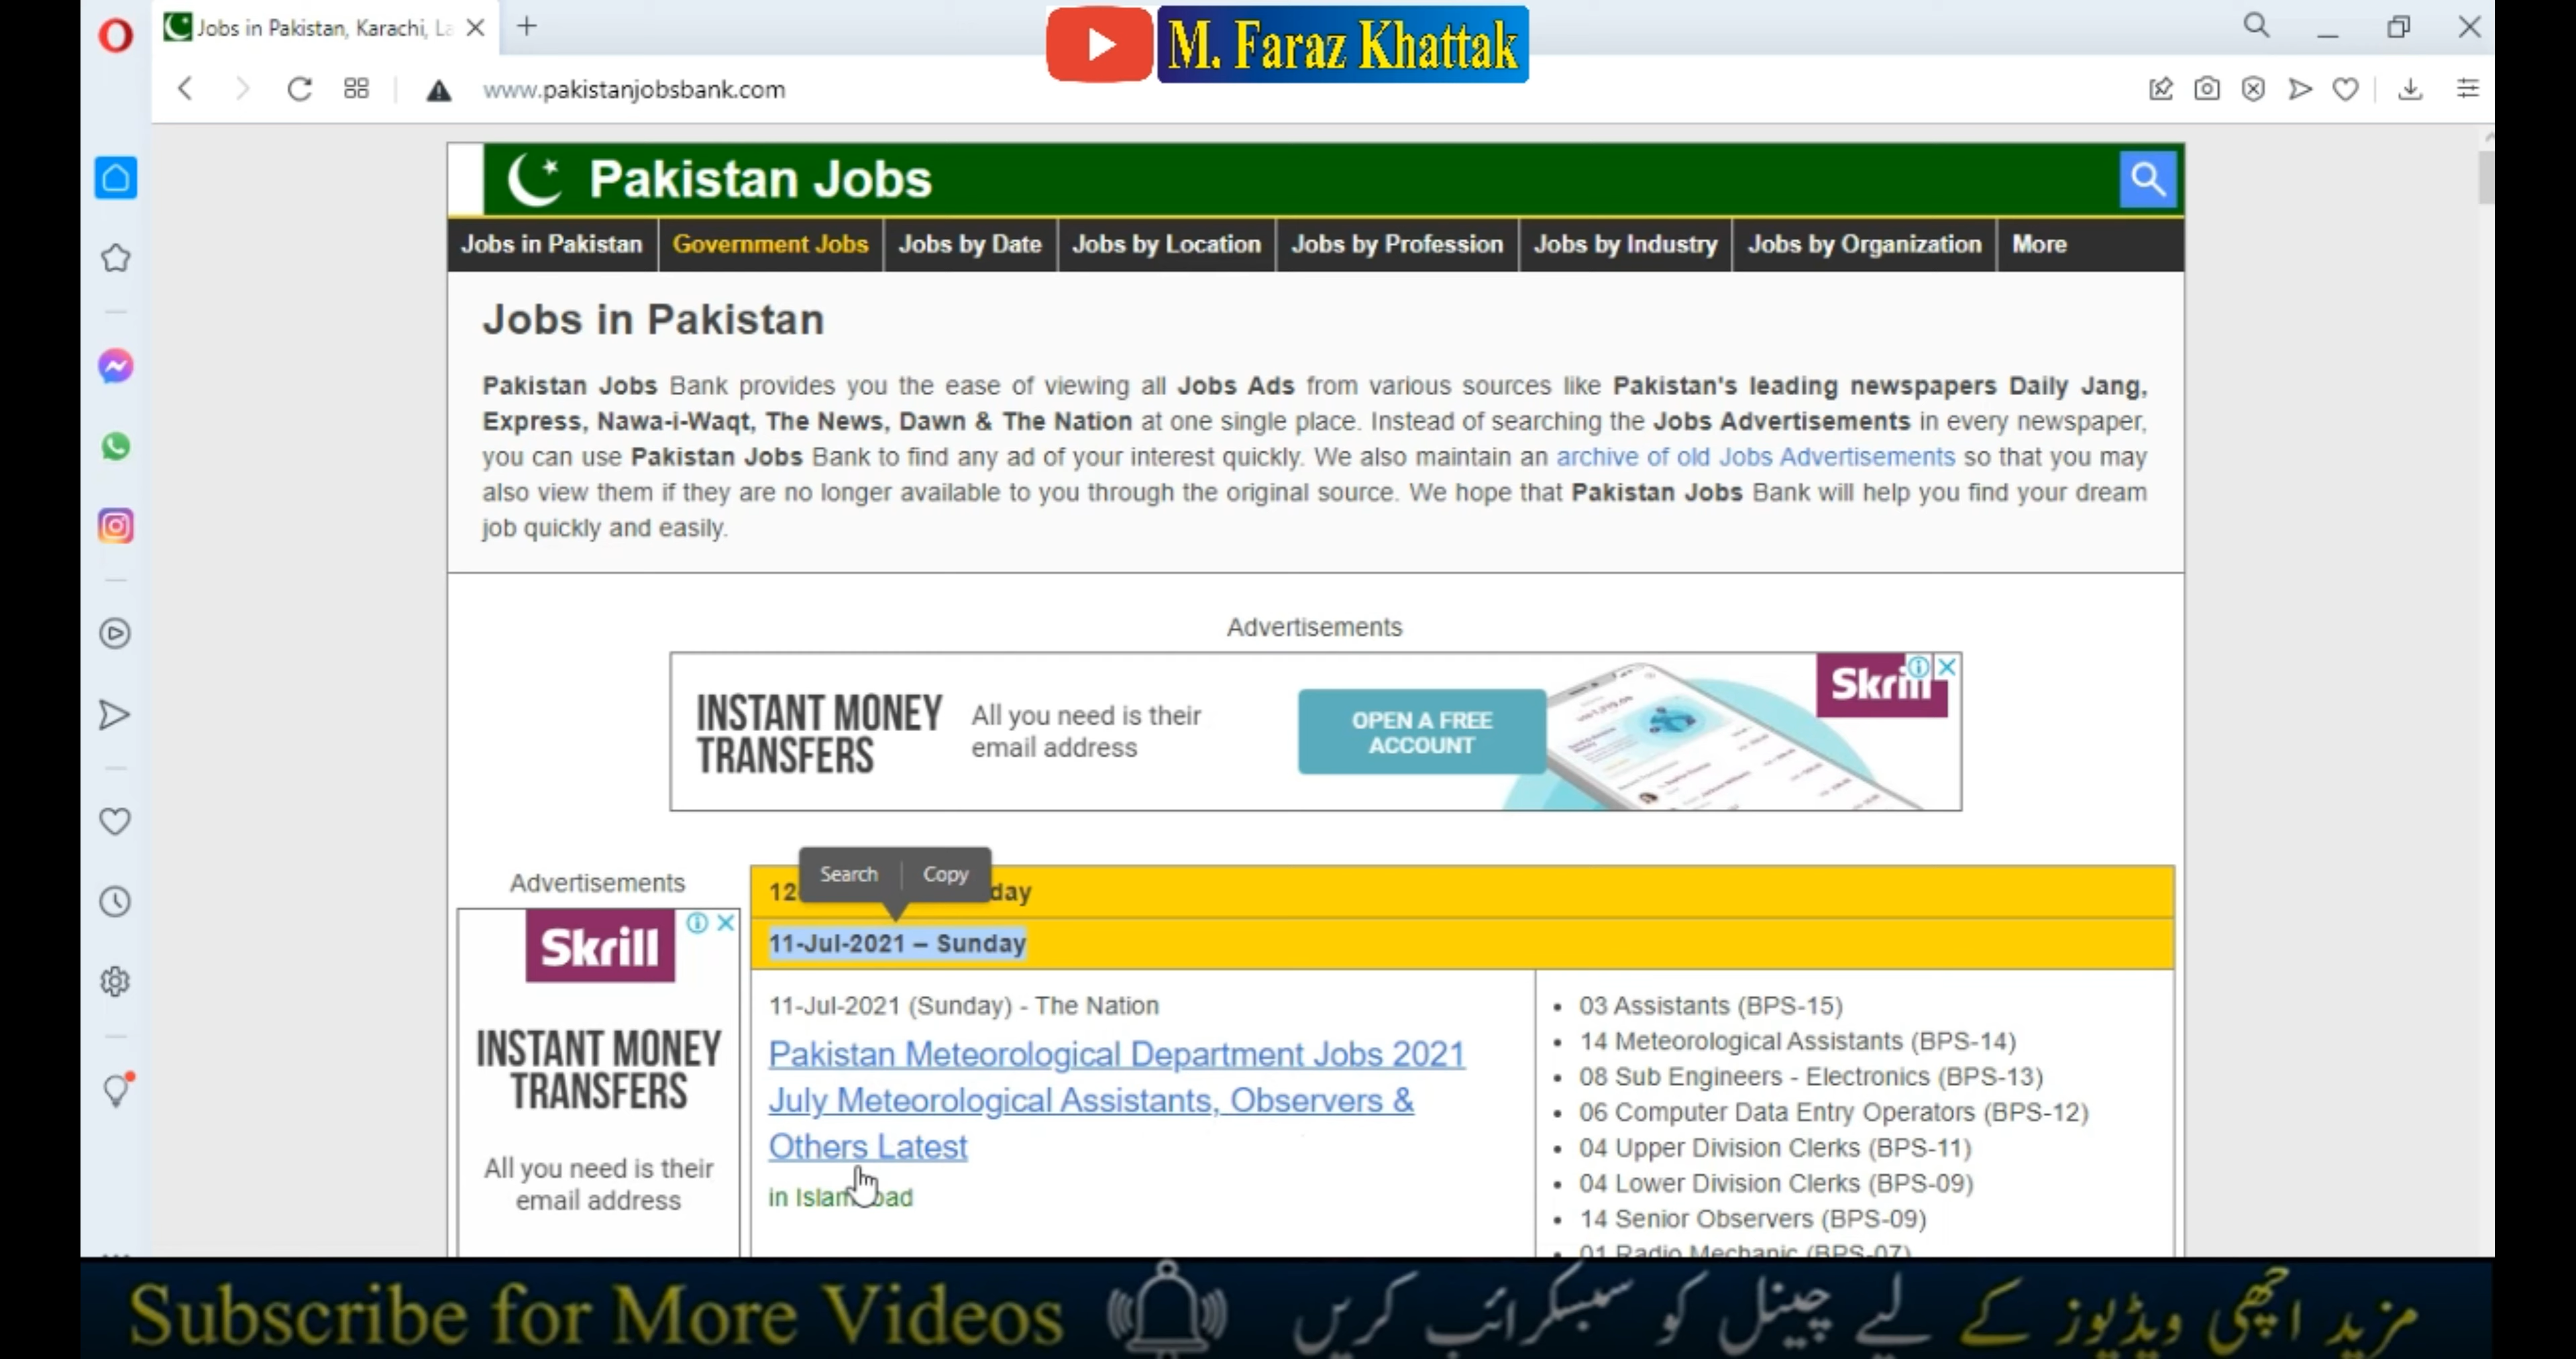 Jobs in Pakistan, Karachi, La
M. Faraz Khattak
www.pakistanjobsbank.com
Pakistan Jobs
Jobs in Pakistan
Government Jobs
Jobs by Date
Jobs by Location
Jobs by Profession
Jobs by Industry
Jobs by Organization
More
Jobs in Pakistan
Pakistan Jobs Bank provides you the ease of viewing all Jobs Ads from various sources like Pakistan's leading newspapers Daily Jang,
Express, Nawa-i-Waqt, The News, Dawn & The Nation at one single place. Instead of searching the Jobs Advertisements in every newspaper,
you can use Pakistan Jobs Bank to find any ad of your interest quickly. We also maintain an archive of old Jobs Advertisements so that you may
also view them if they are no longer available to you through the original source. We hope that Pakistan Jobs Bank will help you find your dream
job quickly and easily.
Advertisements
INSTANT MONEY
TRANSFERS
All you need is their
email address
OPEN A FREE
ACCOUNT
Skrill
Advertisements
Skrill
INSTANT MONEY
TRANSFERS
All you need is their
email address
Search
Copy
12 day
11-Jul-2021 – Sunday
11-Jul-2021 (Sunday) - The Nation
Pakistan Meteorological Department Jobs 2021
July Meteorological Assistants, Observers &
Others Latest
in Islamabad
• 03 Assistants (BPS-15)
• 14 Meteorological Assistants (BPS-14)
• 08 Sub Engineers - Electronics (BPS-13)
• 06 Computer Data Entry Operators (BPS-12)
• 04 Upper Division Clerks (BPS-11)
• 04 Lower Division Clerks (BPS-09)
• 14 Senior Observers (BPS-09)
• 01 Radio Mechanic (BPS-07)
Subscribe for More Videos
مزید اچھی ویڈیوز کے لیے چینل کو سبسکرائب کریں